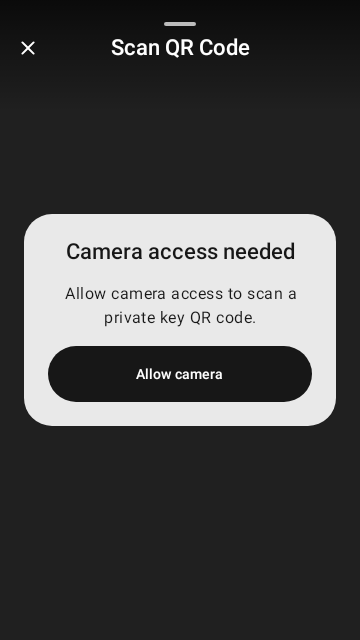 Scan QR Code
Camera access needed
Allow camera access to scan a
private key QR code.
Allow camera